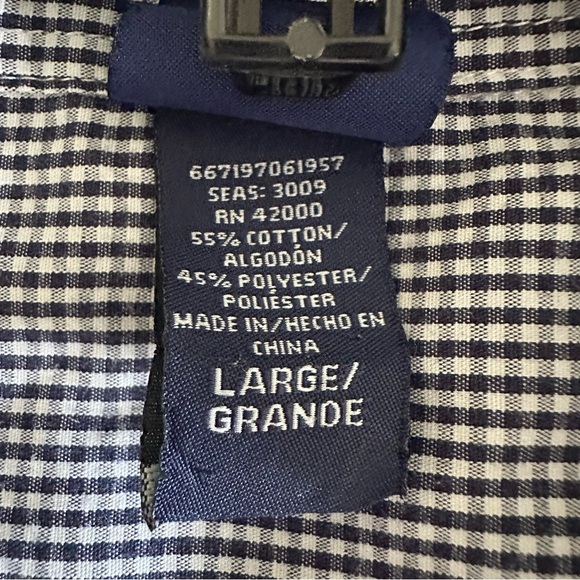 667197061957
SEAS: 3009
RN 42000
55% COTTON/
ALGODÓN
45% POLYESTER/
POLIÉSTER
MADE IN/HECHO EN
CHINA
LARGE/
GRANDE